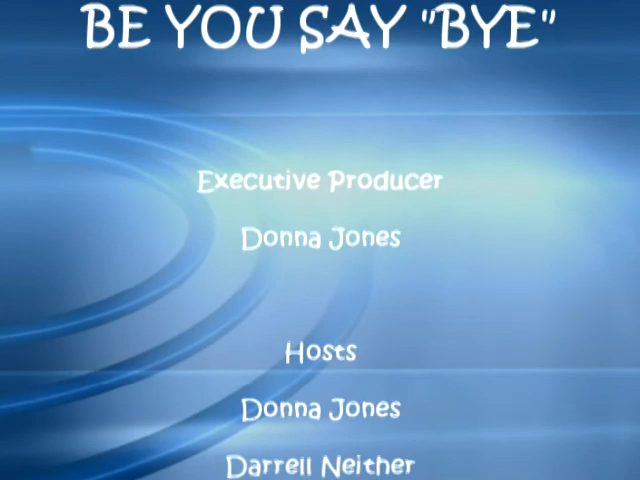 BE YOU SAY "BYE"
Executive Producer
Donna Jones
Hosts
Donna Jones
Darrell Neither